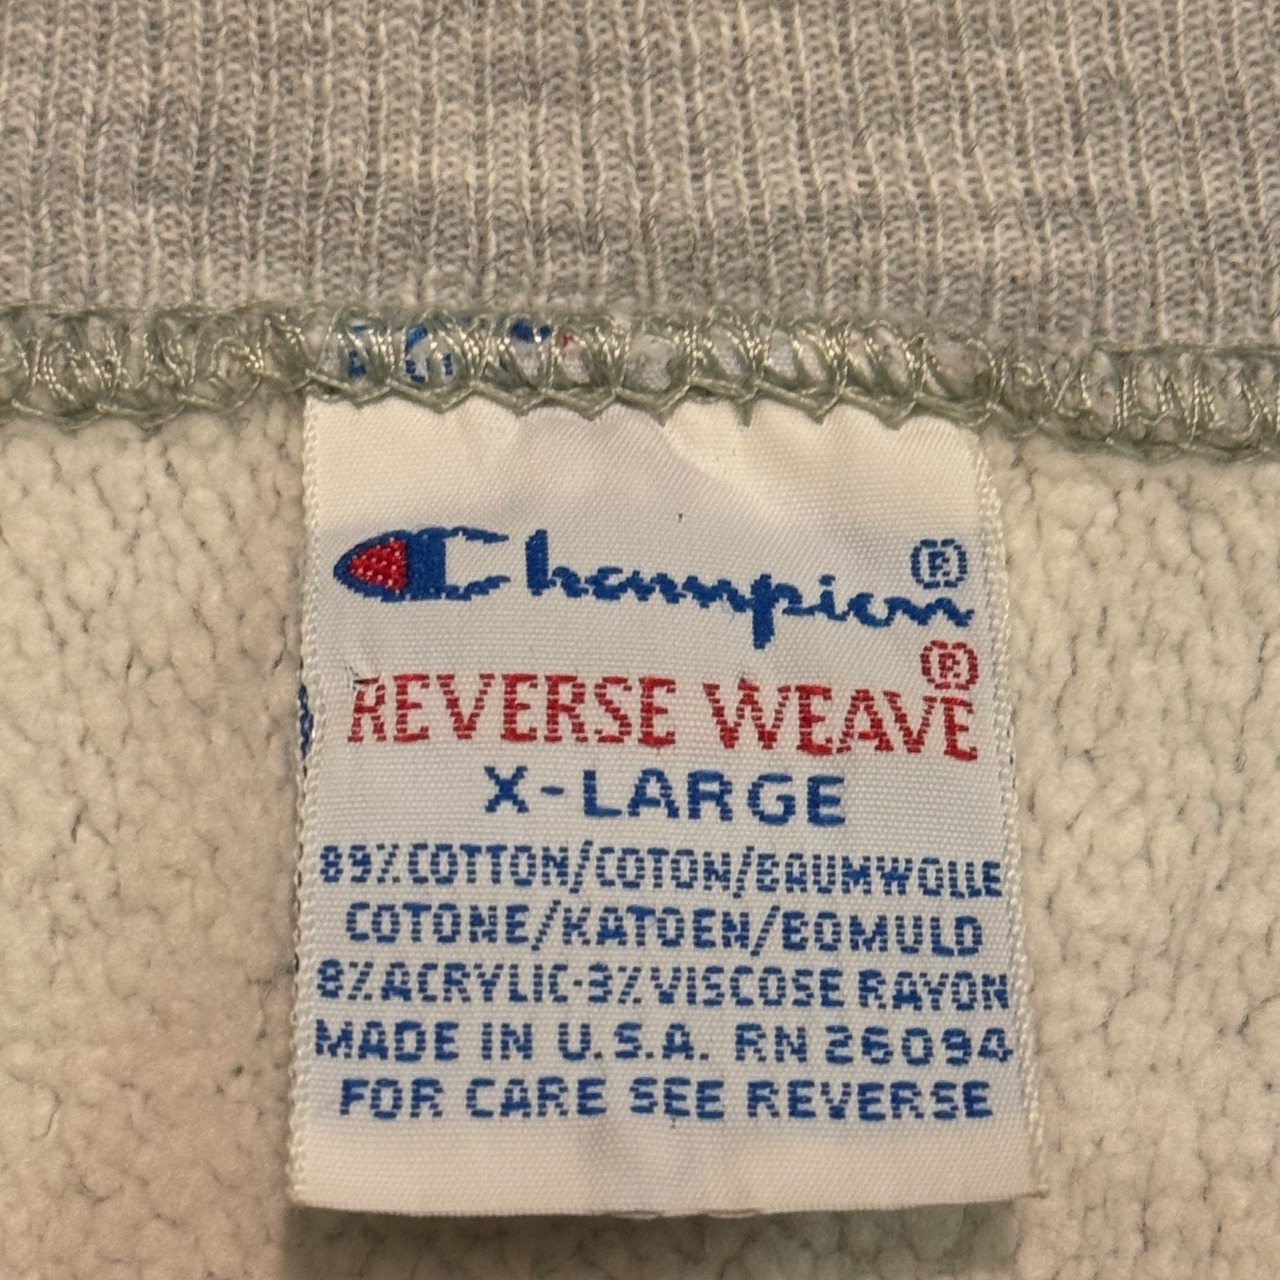 Champion®
REVERSE WEAVE®
X-LARGE
89% COTTON/COTON/BAUMWOLLE
COTONE/KATOEN/BOMULD
8% ACRYLIC-3% VISCOSE RAYON
MADE IN U.S.A. RN 26094
FOR CARE SEE REVERSE